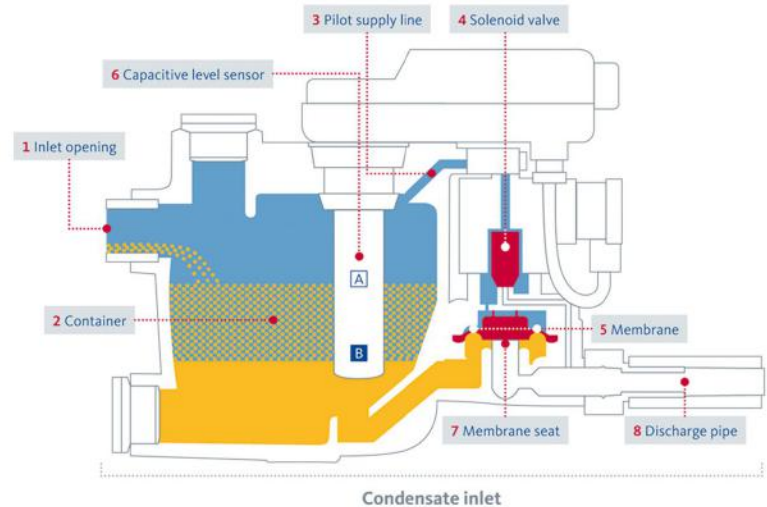 3 Pilot supply line
4 Solenoid valve
6 Capacitive level sensor
1 Inlet opening
A
2 Container
5 Membrane
B
7 Membrane seat
8 Discharge pipe
Condensate inlet